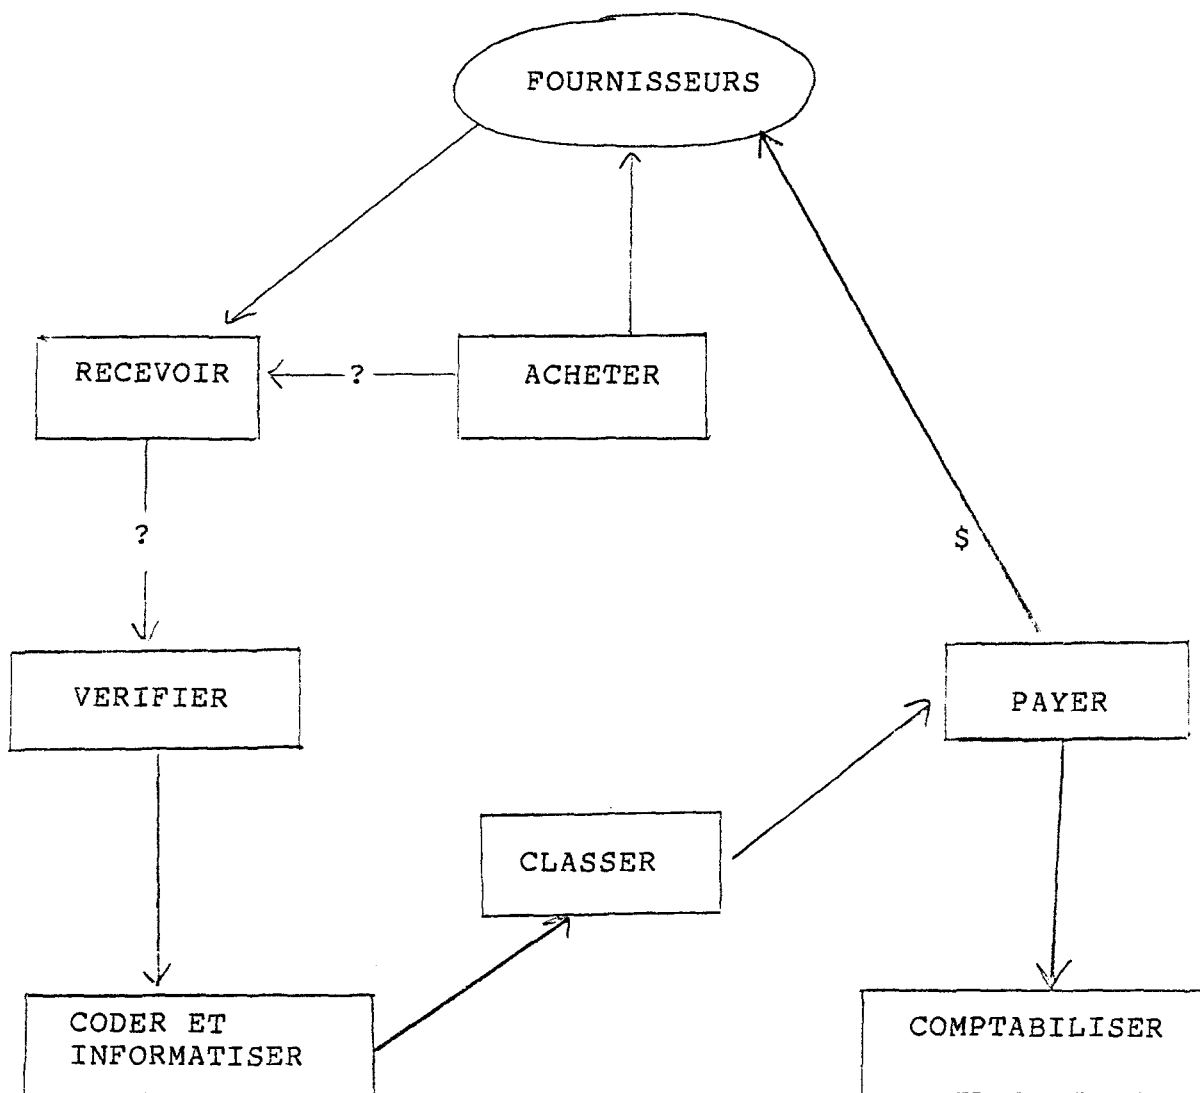 FOURNISSEURS
RECEVOIR
?
ACHETER
?
$
VERIFIER
PAYER
CLASSER
CODER ET
INFORMATISER
COMPTABILISER